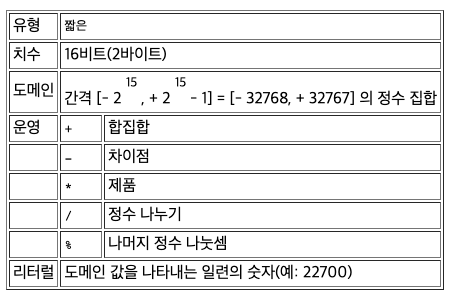 유형 짧은
치수 16비트(2바이트)
도메인 간격 [- 2 15 , + 2 15 - 1] = [- 32768, + 32767] 의 정수 집합
운영 + 합집합
− 차이점
* 제품
/ 정수 나누기
% 나머지 정수 나눗셈
리터럴 도메인 값을 나타내는 일련의 숫자(예: 22700)